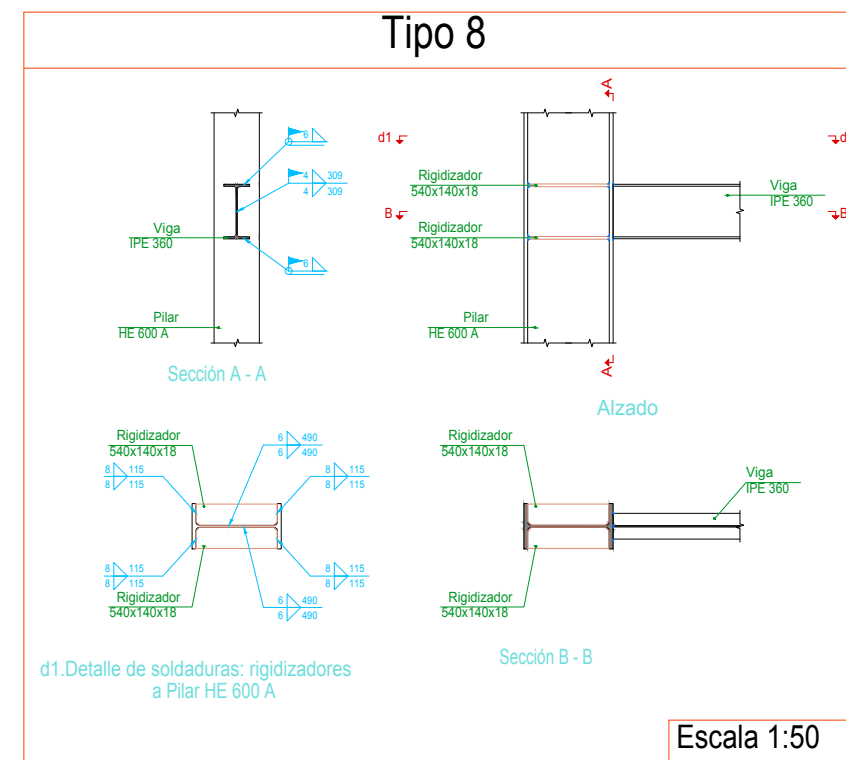 Tipo 8
6
4 309
4 309
6
Viga
IPE 360
Pilar
HE 600 A
Sección A - A
A
d1
d
Rigidizador
540x140x18
Viga
IPE 360
B
B
Rigidizador
540x140x18
Pilar
HE 600 A
A
Alzado
Rigidizador
540x140x18
6 490
6 490
8 115
8 115
8 115
8 115
8 115
8 115
8 115
8 115
Rigidizador
540x140x18
6 490
6 490
d1.Detalle de soldaduras: rigidizadores
a Pilar HE 600 A
Rigidizador
540x140x18
Viga
IPE 360
Rigidizador
540x140x18
Sección B - B
Escala 1:50